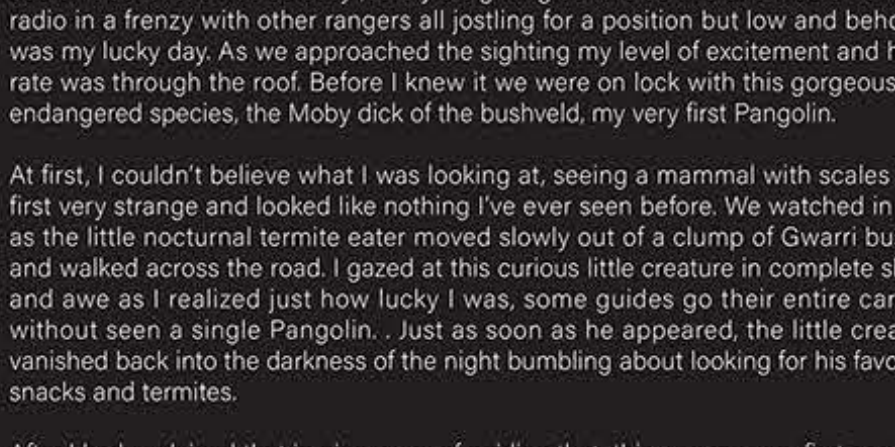 radio in a frenzy with other rangers all jostling for a position but low and beho
was my lucky day. As we approached the sighting my level of excitement and
rate was through the roof. Before I knew it we were on lock with this gorgeous
endangered species, the Moby dick of the bushveld, my very first Pangolin.
At first, I couldn't believe what I was looking at, seeing a mammal with scales
first very strange and looked like nothing I've ever seen before. We watched in
as the little nocturnal termite eater moved slowly out of a clump of Gwarri bu
and walked across the road. I gazed at this curious little creature in complete s
and awe as I realized just how lucky I was, some guides go their entire car
without seen a single Pangolin. . Just as soon as he appeared, the little crea
vanished back into the darkness of the night bumbling about looking for his favo
snacks and termites.